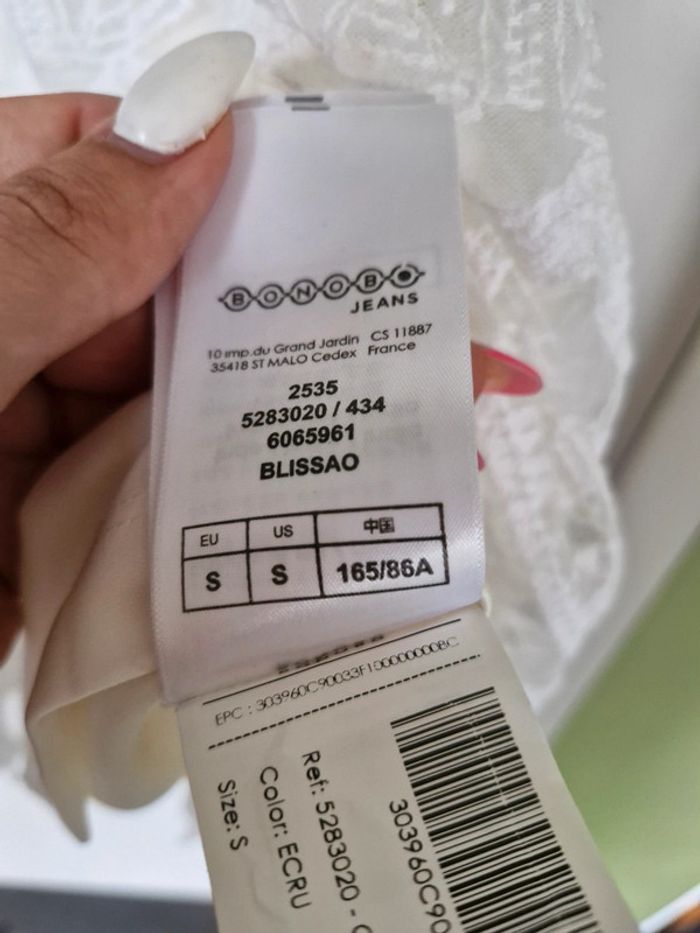 BONOBO
JEANS
10 imp.du Grand Jardin CS 11887
35418 ST MALO Cedex France
2535
5283020 / 434
6065961
BLISSAO
EU US 中国
S S 165/86A
EPC : 303960C90033F150000000BC
Ref: 5283020 -
Color: ECRU
Size: S
303960C90